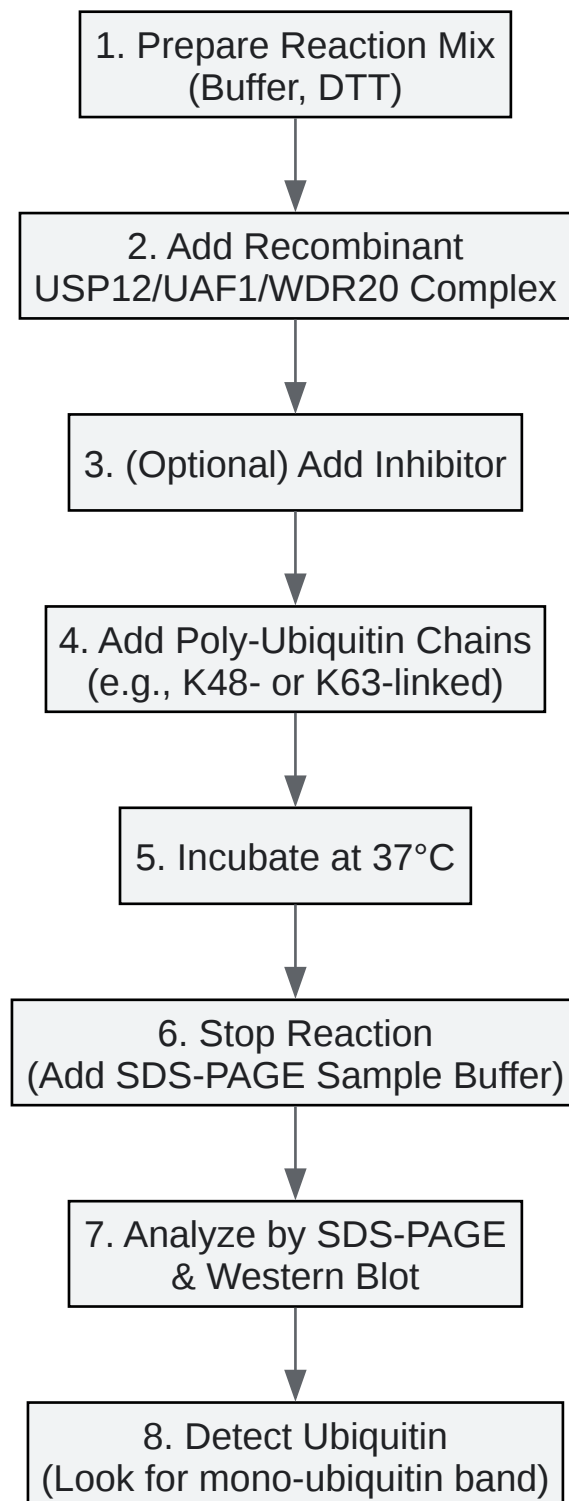 1. Prepare Reaction Mix
(Buffer, DTT)
2. Add Recombinant
USP12/UAF1/WDR20 Complex
3. (Optional) Add Inhibitor
4. Add Poly-Ubiquitin Chains
(e.g., K48- or K63-linked)
5. Incubate at 37°C
6. Stop Reaction
(Add SDS-PAGE Sample Buffer)
7. Analyze by SDS-PAGE
& Western Blot
8. Detect Ubiquitin
(Look for mono-ubiquitin band)